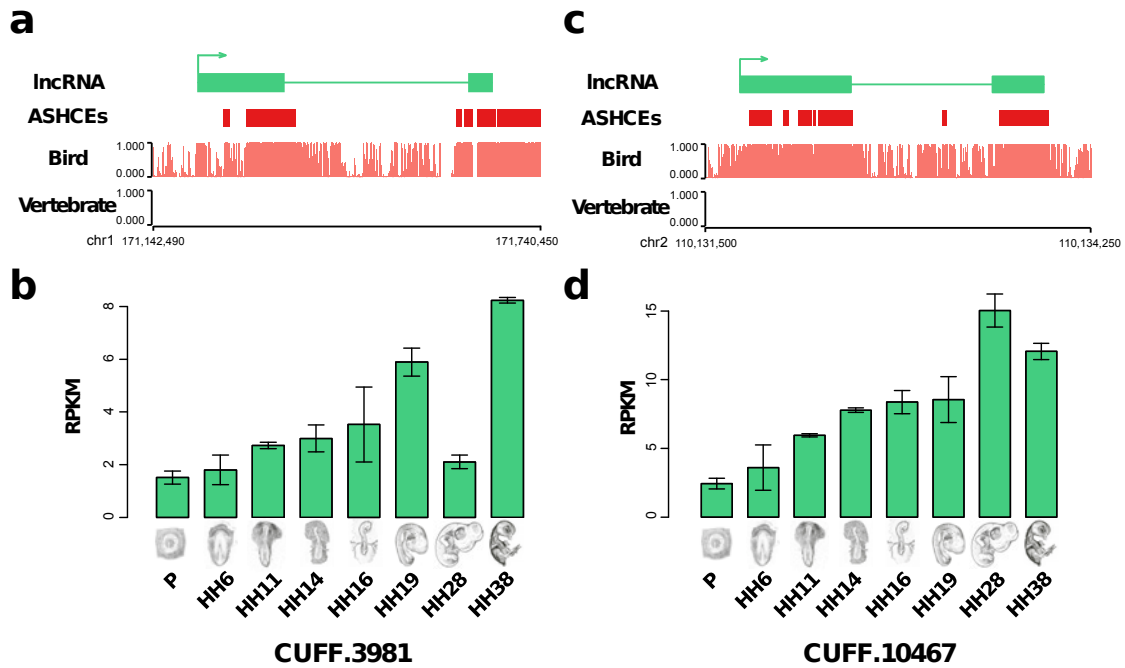 a
lncRNA
ASHCEs
Bird
1.000
0.000
Vertebrate
1.000
0.000
chr1
171,142,490
171,740,450
b
RPKM
8
6
4
2
0
P
HH6
HH11
HH14
HH16
HH19
HH28
HH38
CUFF.3981
c
lncRNA
ASHCEs
Bird
1.000
0.000
Vertebrate
1.000
0.000
chr2
110,131,500
110,134,250
d
RPKM
15
10
5
0
P
HH6
HH11
HH14
HH16
HH19
HH28
HH38
CUFF.10467